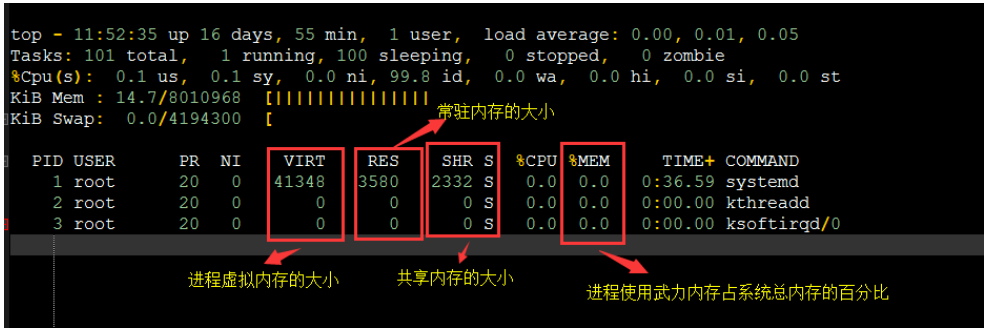 top - 11:52:35 up 16 days, 55 min,  1 user,  load average: 0.00, 0.01, 0.05
Tasks: 101 total,   1 running, 100 sleeping,   0 stopped,   0 zombie
%Cpu(s):  0.1 us,  0.1 sy,  0.0 ni, 99.8 id,  0.0 wa,  0.0 hi,  0.0 si,  0.0 st
KiB Mem : 14.7/8010968  [|||||||||||||||
KiB Swap:  0.0/4194300  [
常驻内存的大小
PID USER      PR  NI    VIRT    RES    SHR S  %CPU %MEM     TIME+ COMMAND
1 root      20   0   41348   3580   2332 S   0.0  0.0   0:36.59 systemd
2 root      20   0       0      0      0 S   0.0  0.0   0:00.00 kthreadd
3 root      20   0       0      0      0 S   0.0  0.0   0:00.00 ksoftirqd/0
进程虚拟内存的大小
共享内存的大小
进程使用武力内存占系统总内存的百分比